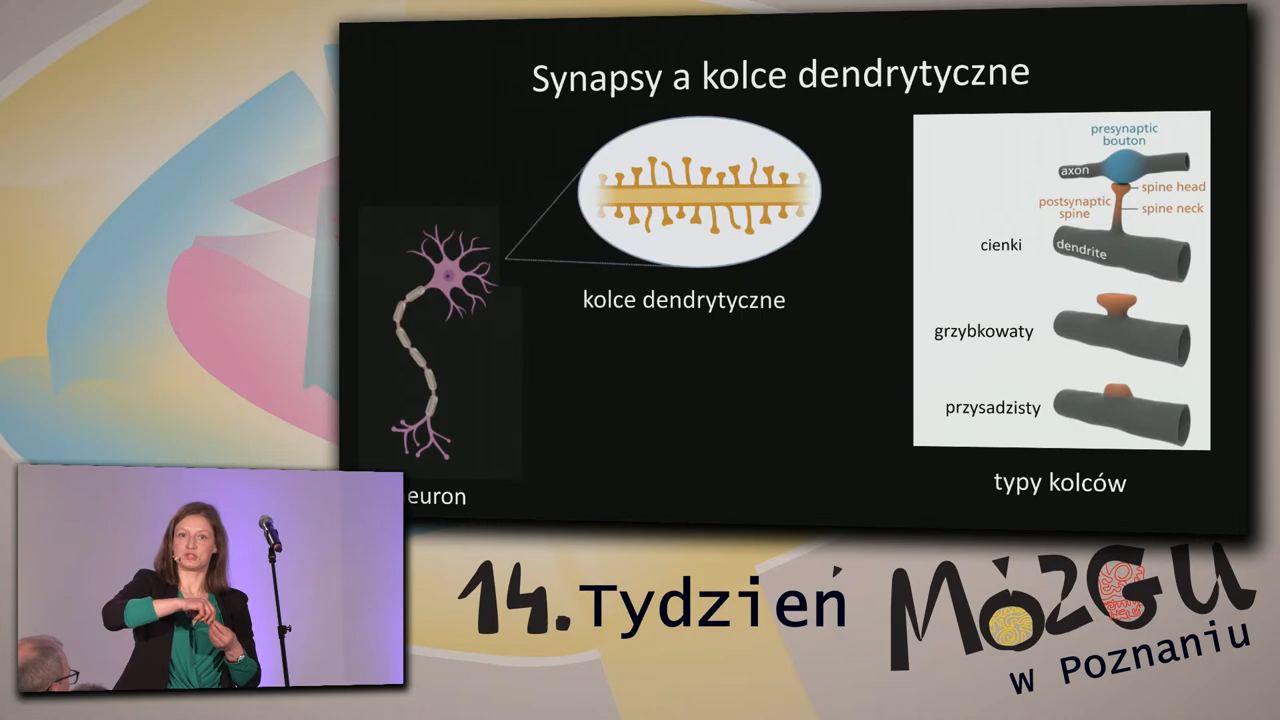 Synapsy a kolce dendrytyczne
presynaptic
bouton
axon
spine head
postsynaptic
spine
spine neck
cienki
dendrite
kolce dendrytyczne
grzybkowaty
przysadzisty
typy kolców
euron
14. Tydzień MÓZGU
w Poznaniu